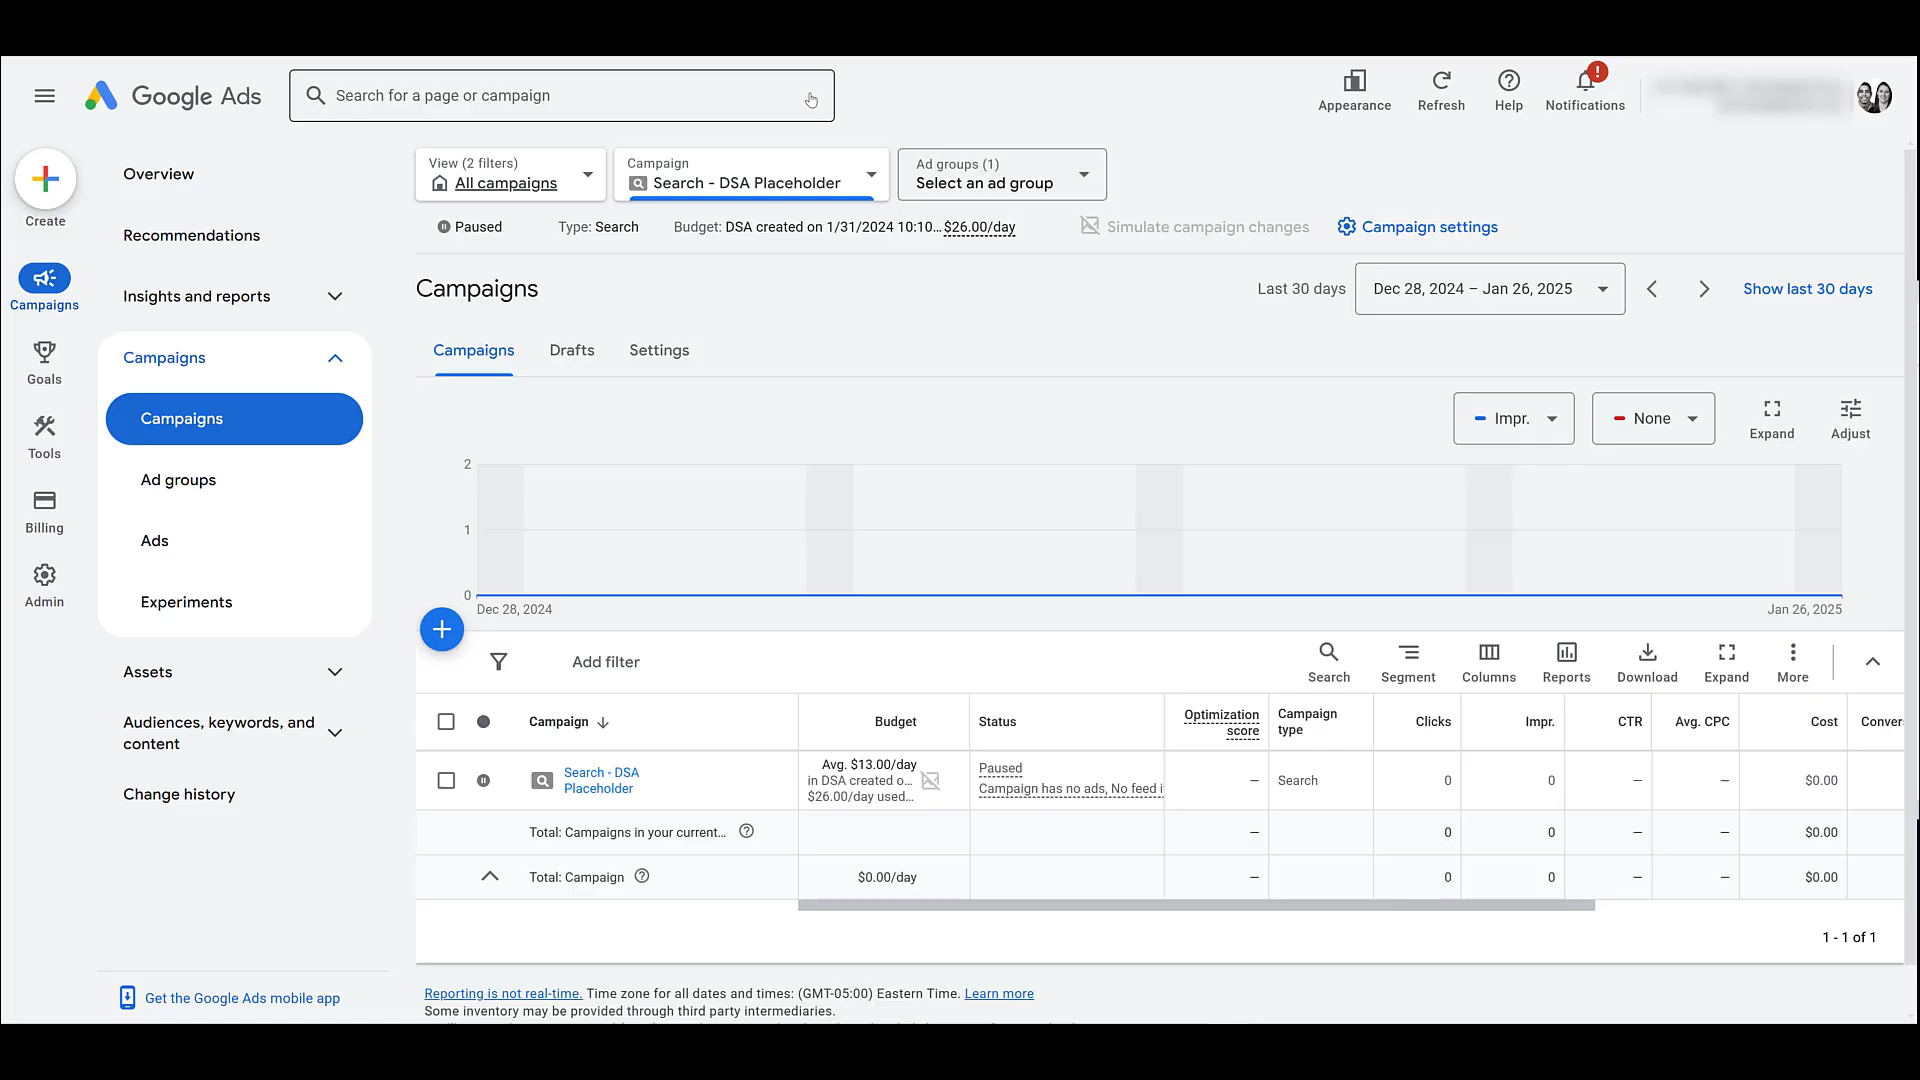 Google Ads
Search for a page or campaign
Appearance
Refresh
Help
!
Notifications
Create
Campaigns
Goals
Tools
Billing
Admin
Overview
Recommendations
Insights and reports
Campaigns
Campaigns
Ad groups
Ads
Experiments
Assets
Audiences, keywords, and
content
Change history
Get the Google Ads mobile app
View (2 filters)
All campaigns
Campaign
Search - DSA Placeholder
Ad groups (1)
Select an ad group
Paused
Type: Search
Budget: DSA created on 1/31/2024 10:10... $26.00/day
Simulate campaign changes
Campaign settings
Campaigns
Last 30 days
Dec 28, 2024 – Jan 26, 2025
Show last 30 days
Campaigns
Drafts
Settings
Impr.
None
Expand
Adjust
2
1
0
Dec 28, 2024
Jan 26, 2025
Add filter
Search
Segment
Columns
Reports
Download
Expand
More
Campaign
Budget
Status
Optimization
score
Campaign
type
Clicks
Impr.
CTR
Avg. CPC
Cost
Conver
Search - DSA
Placeholder
Avg. $13.00/day
in DSA created o...
$26.00/day used...
Paused
Campaign has no ads, No feed i
–
Search
0
0
–
–
$0.00
Total: Campaigns in your current...
–
0
0
–
–
$0.00
Total: Campaign
$0.00/day
–
0
0
–
–
$0.00
1 - 1 of 1
Reporting is not real-time. Time zone for all dates and times: (GMT-05:00) Eastern Time. Learn more
Some inventory may be provided through third party intermediaries.